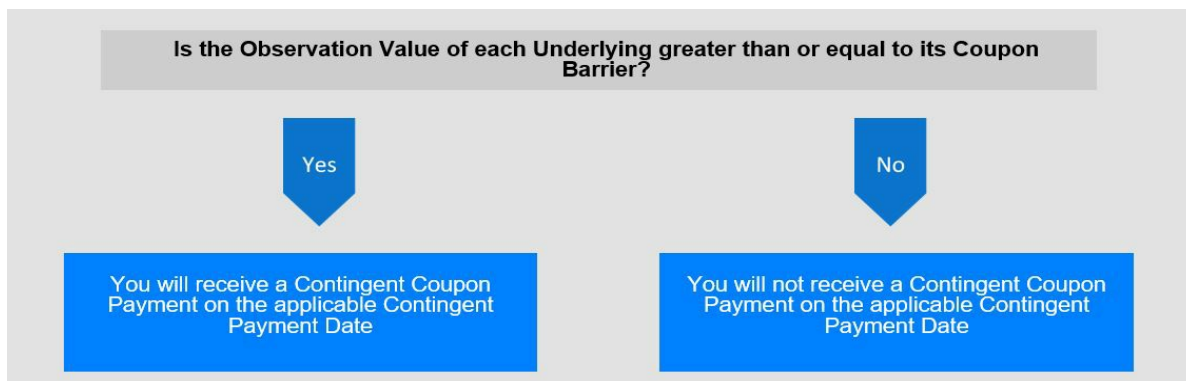 Is the Observation Value of each Underlying greater than or equal to its Coupon
Barrier?
Yes
No
You will receive a Contingent Coupon
Payment on the applicable Contingent
Payment Date
You will not receive a Contingent Coupon
Payment on the applicable Contingent
Payment Date